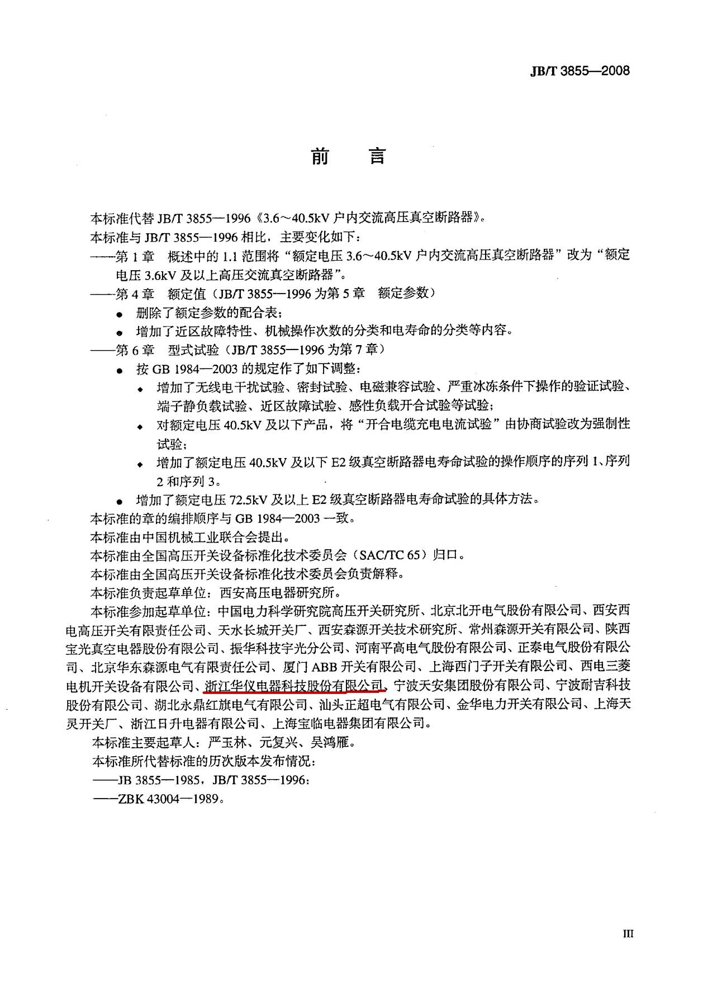 JB/T 3855—2008
前　言
本标准代替 JB/T 3855—1996《3.6～40.5kV 户内交流高压真空断路器》。
本标准与 JB/T 3855—1996 相比，主要变化如下：
——第 1 章　概述中的 1.1 范围将“额定电压 3.6～40.5kV 户内交流高压真空断路器”改为“额定
电压 3.6kV 及以上高压交流真空断路器”。
——第 4 章　额定值（JB/T 3855—1996 为第 5 章　额定参数）
● 删除了额定参数的配合表；
● 增加了近区故障特性、机械操作次数的分类和电寿命的分类等内容。
——第 6 章　型式试验（JB/T 3855—1996 为第 7 章）
● 按 GB 1984—2003 的规定作了如下调整：
◆ 增加了无线电干扰试验、密封试验、电磁兼容试验、严重冰冻条件下操作的验证试验、
端子静负载试验、近区故障试验、感性负载开合试验等试验；
◆ 对额定电压 40.5kV 及以下产品，将“开合电缆充电电流试验”由协商试验改为强制性
试验；
◆ 增加了额定电压 40.5kV 及以下 E2 级真空断路器电寿命试验的操作顺序的序列 1、序列
2 和序列 3。
● 增加了额定电压 72.5kV 及以上 E2 级真空断路器电寿命试验的具体方法。
本标准的章的编排顺序与 GB 1984—2003 一致。
本标准由中国机械工业联合会提出。
本标准由全国高压开关设备标准化技术委员会（SAC/TC 65）归口。
本标准由全国高压开关设备标准化技术委员会负责解释。
本标准负责起草单位：西安高压电器研究所。
本标准参加起草单位：中国电力科学研究院高压开关研究所、北京北开电气股份有限公司、西安西
电高压开关有限责任公司、天水长城开关厂、西安森源开关技术研究所、常州森源开关有限公司、陕西
宝光真空电器股份有限公司、振华科技宇光分公司、河南平高电气股份有限公司、正泰电气股份有限公
司、北京华东森源电气有限责任公司、厦门 ABB 开关有限公司、上海西门子开关有限公司、西电三菱
电机开关设备有限公司、浙江华仪电器科技股份有限公司、宁波天安集团股份有限公司、宁波耐吉科技
股份有限公司、湖北永鼎红旗电气有限公司、汕头正超电气有限公司、金华电力开关有限公司、上海天
灵开关厂、浙江日升电器有限公司、上海宝临电器集团有限公司。
本标准主要起草人：严玉林、元复兴、吴鸿雁。
本标准所代替标准的历次版本发布情况：
——JB 3855—1985，JB/T 3855—1996；
——ZBK 43004—1989。
III